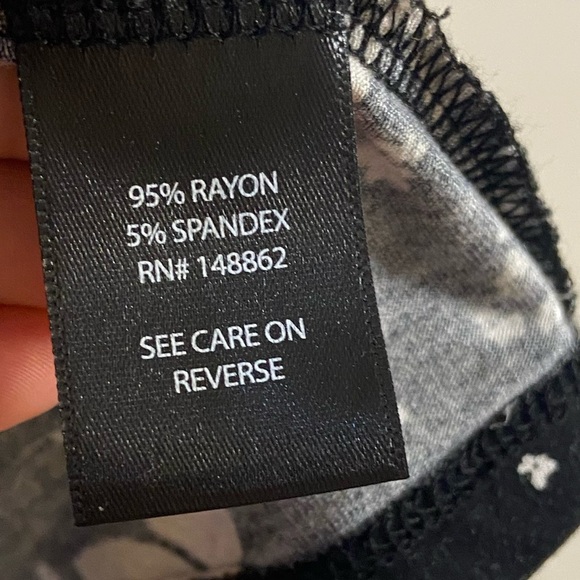 95% RAYON
5% SPANDEX
RN# 148862
SEE CARE ON
REVERSE